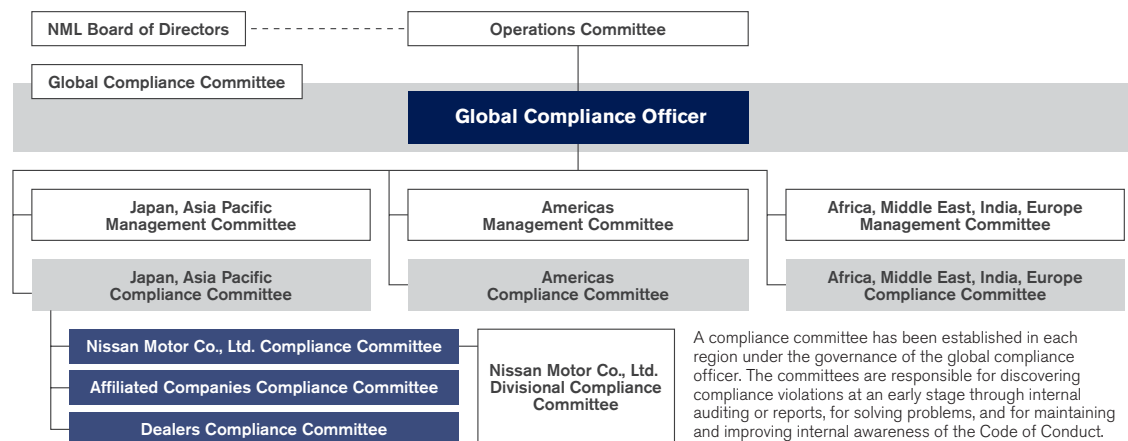 NML Board of Directors
Operations Committee
Global Compliance Committee
Global Compliance Officer
Japan, Asia Pacific
Management Committee
Americas
Management Committee
Africa, Middle East, India, Europe
Management Committee
Japan, Asia Pacific
Compliance Committee
Americas
Compliance Committee
Africa, Middle East, India, Europe
Compliance Committee
Nissan Motor Co., Ltd. Compliance Committee
Affiliated Companies Compliance Committee
Dealers Compliance Committee
Nissan Motor Co., Ltd.
Divisional Compliance
Committee
A compliance committee has been established in each
region under the governance of the global compliance
officer. The committees are responsible for discovering
compliance violations at an early stage through internal
auditing or reports, for solving problems, and for maintaining
and improving internal awareness of the Code of Conduct.